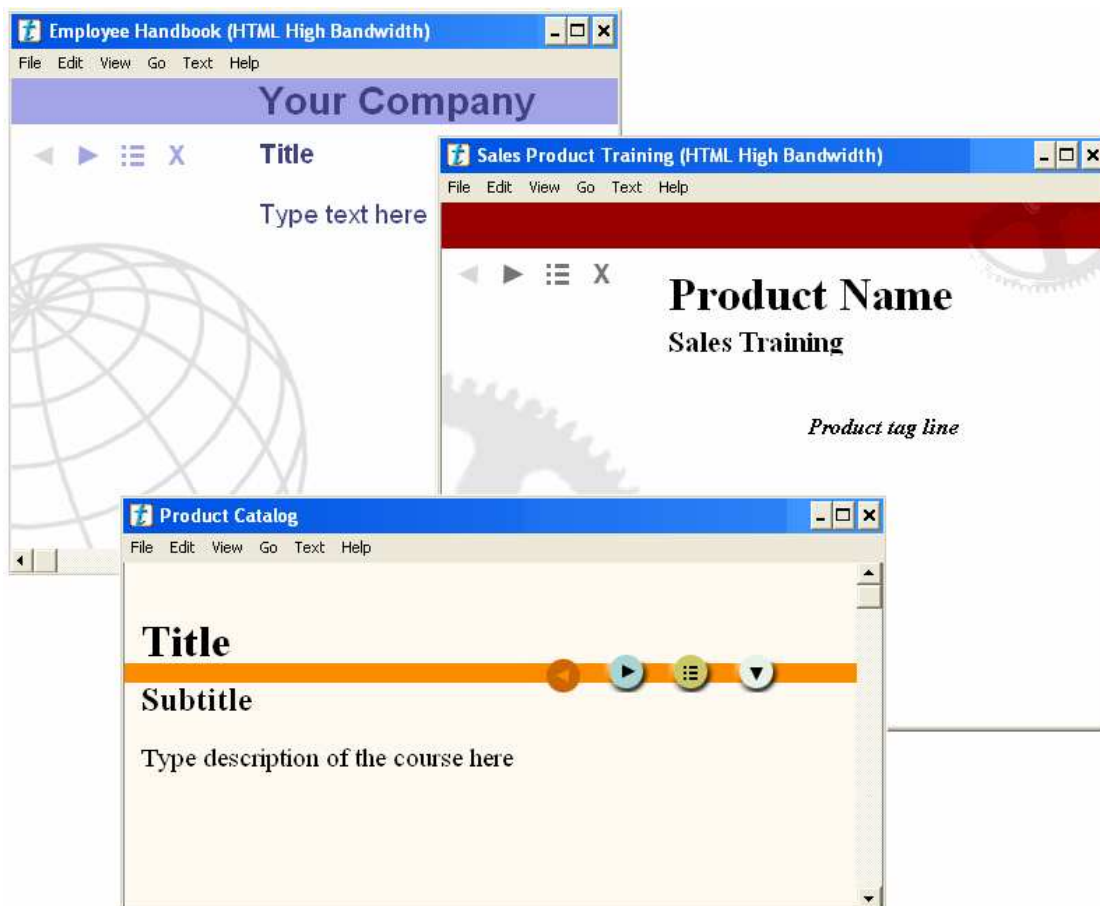 Employee Handbook (HTML High Bandwidth)
File Edit View Go Text Help
Your Company
Title
Type text here
Sales Product Training (HTML High Bandwidth)
File Edit View Go Text Help
Product Name
Sales Training
Product tag line
Product Catalog
File Edit View Go Text Help
Title
Subtitle
Type description of the course here